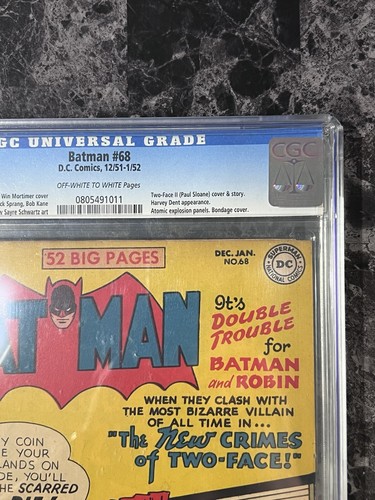 GC UNIVERSAL GRADE
CGC
Batman #68
D.C. Comics, 12/51-1/52
OFF-WHITE TO WHITE Pages
Win Mortimer cover
ck Sprang, Bob Kane
w Sayre Schwartz art
0805491011
Two-Face II (Paul Sloane) cover & story.
Harvey Dent appearance.
Atomic explosion panels. Bondage cover.
52 BIG PAGES
DEC. JAN.
NO. 68
SUPERMAN
DC
NATIONAL COMICS
AT MAN
It's
DOUBLE
TROUBLE
for
BATMAN
and ROBIN
WHEN THEY CLASH WITH
THE MOST BIZARRE VILLAIN
OF ALL TIME IN...
"The New CRIMES
of TWO-FACE!"
Y COIN
E YOUR
LANDS ON
DE, YOU'LL
THE SCARRED